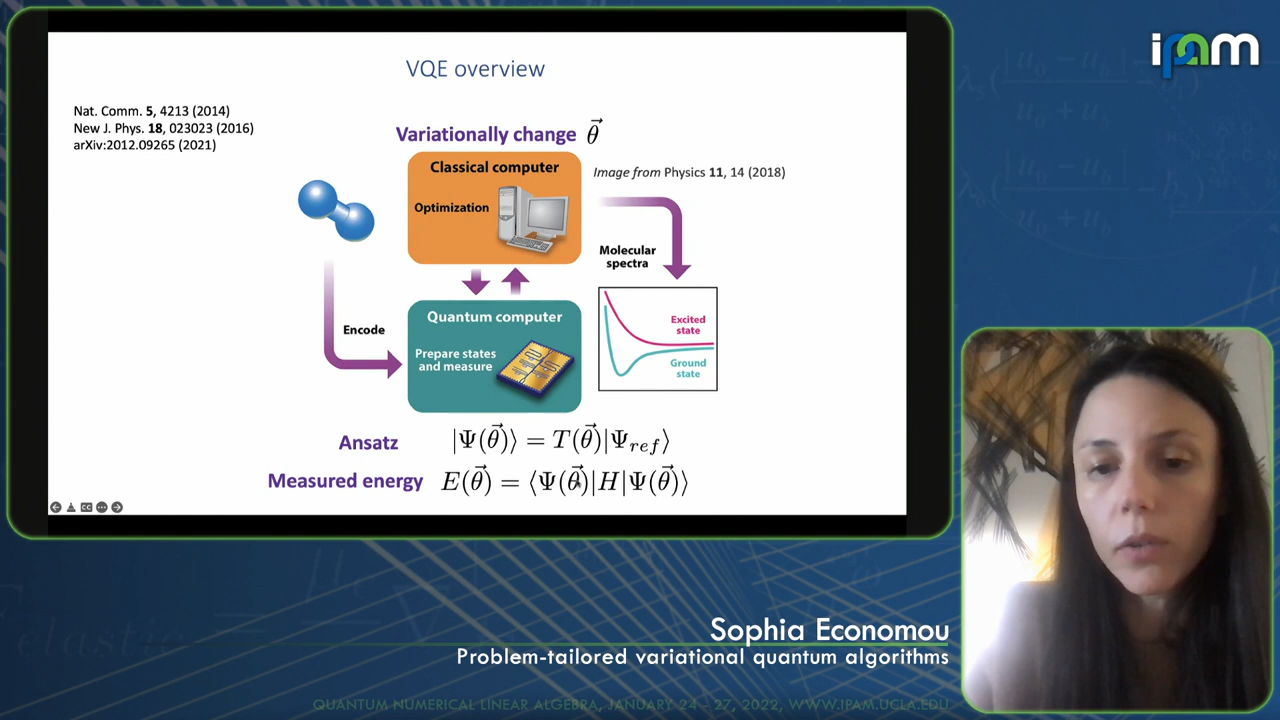 VQE overview
Nat. Comm. 5, 4213 (2014)
New J. Phys. 18, 023023 (2016)
arXiv:2012.09265 (2021)
Variationally change θ⃗
Classical computer
Optimization
Image from Physics 11, 14 (2018)
Molecular
spectra
Encode
Quantum computer
Prepare states
and measure
Excited
state
Ground
state
Ansatz |Ψ(θ⃗)⟩ = T(θ⃗)|Ψ_ref⟩
Measured energy E(θ⃗) = ⟨Ψ(θ⃗)|H|Ψ(θ⃗)⟩
CC
ipam
Sophia Economou
Problem-tailored variational quantum algorithms
QUANTUM NUMERICAL LINEAR ALGEBRA, JANUARY 24 - 27, 2022, WWW.IPAM.UCLA.EDU
elastic